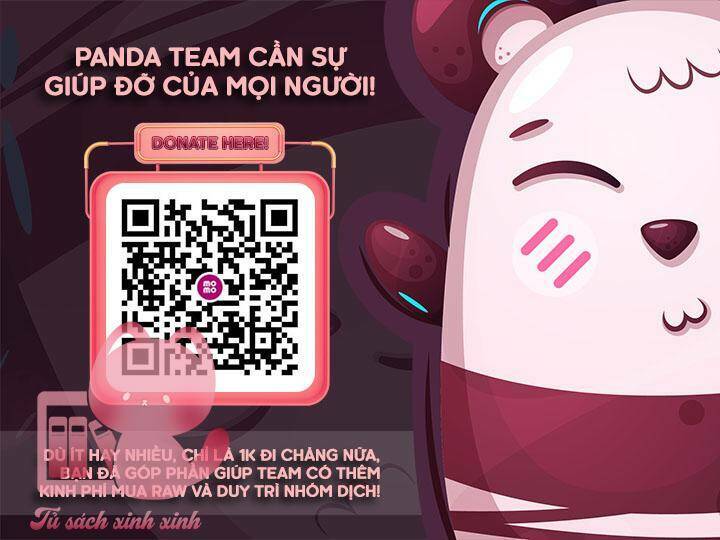 PANDA TEAM CẦN SỰ
GIÚP ĐỠ CỦA MỌI NGƯỜI!
DONATE HERE!
mo
mo
DÙ ÍT HAY NHIỀU, CHỈ LÀ 1K ĐI CHĂNG NỮA,
BẠN ĐÃ GÓP PHẦN GIÚP TEAM CÓ THÊM
KINH PHÍ MUA RAW VÀ DUY TRÌ NHÓM DỊCH!
Tủ sách xinh xinh